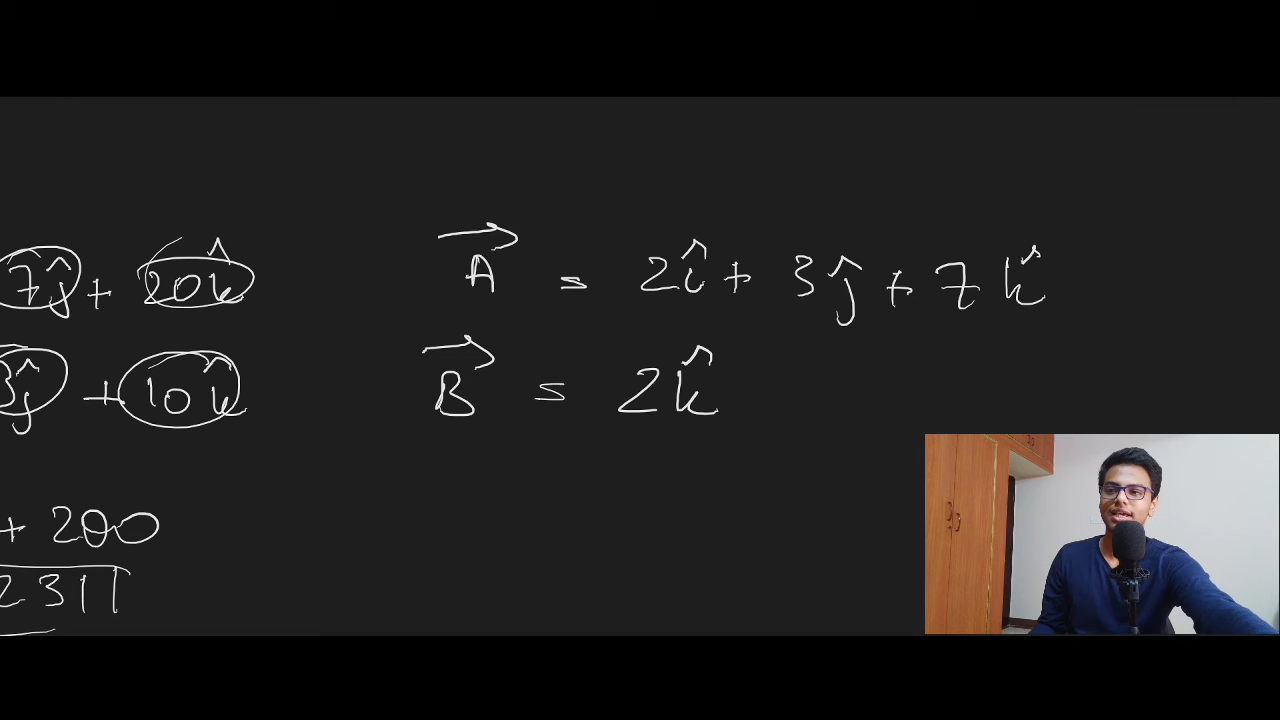 7ĵ + 20k̂
3ĵ + 10k̂
+ 200
2311
A⃗ = 2î + 3ĵ + 7k̂
B⃗ = 2k̂